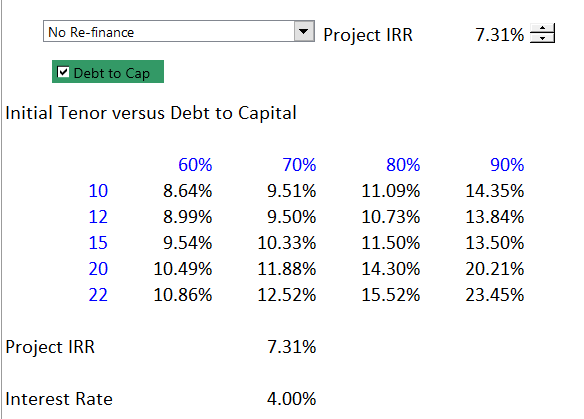 No Re-finance Project IRR 7.31%
Debt to Cap
Initial Tenor versus Debt to Capital
60% 70% 80% 90%
10 8.64% 9.51% 11.09% 14.35%
12 8.99% 9.50% 10.73% 13.84%
15 9.54% 10.33% 11.50% 13.50%
20 10.49% 11.88% 14.30% 20.21%
22 10.86% 12.52% 15.52% 23.45%
Project IRR 7.31%
Interest Rate 4.00%